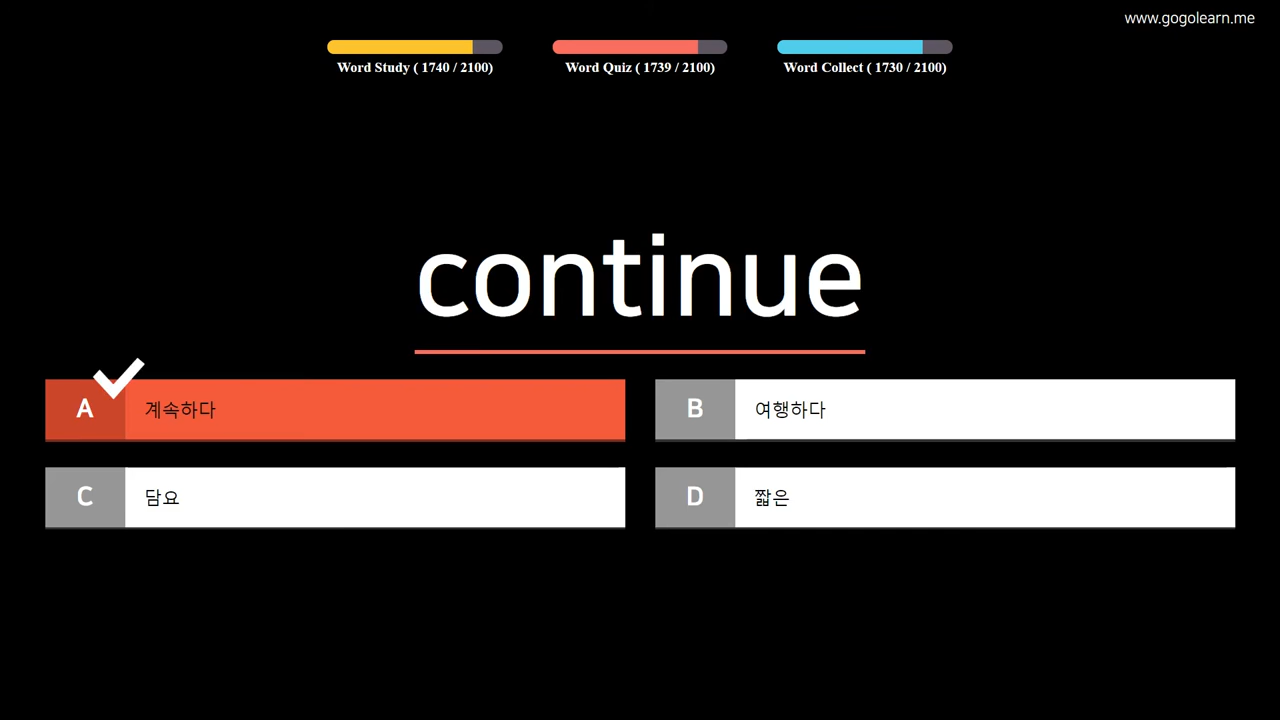 www.gogolearn.me
Word Study ( 1740 / 2100)
Word Quiz ( 1739 / 2100)
Word Collect ( 1730 / 2100)
continue
A 계속하다
B 여행하다
C 담요
D 짧은